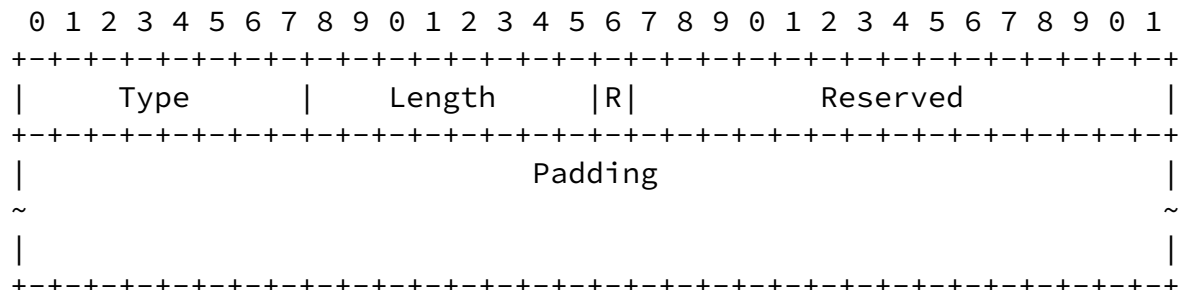 0 1 2 3 4 5 6 7 8 9 0 1 2 3 4 5 6 7 8 9 0 1 2 3 4 5 6 7 8 9 0 1
+-+-+-+-+-+-+-+-+-+-+-+-+-+-+-+-+-+-+-+-+-+-+-+-+-+-+-+-+-+-+-+-+
|     Type      |    Length     |R|          Reserved           |
+-+-+-+-+-+-+-+-+-+-+-+-+-+-+-+-+-+-+-+-+-+-+-+-+-+-+-+-+-+-+-+-+
|                            Padding                            |
~                                                               ~
|                                                               |
+-+-+-+-+-+-+-+-+-+-+-+-+-+-+-+-+-+-+-+-+-+-+-+-+-+-+-+-+-+-+-+-+